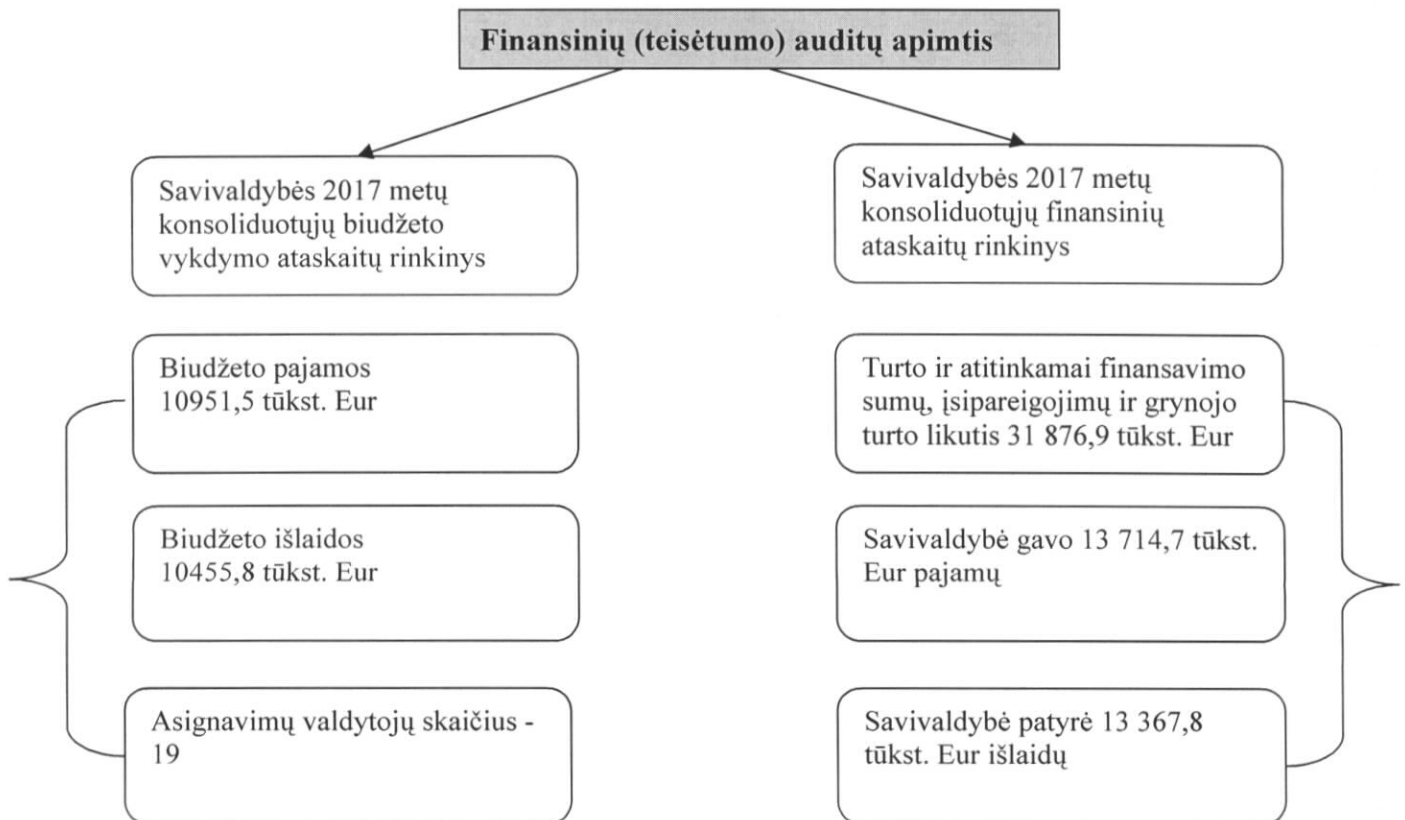 Finansinių (teisėtumo) auditų apimtis
Savivaldybės 2017 metų
konsoliduotųjų biudžeto
vykdymo ataskaitų rinkinys
Savivaldybės 2017 metų
konsoliduotųjų finansinių
ataskaitų rinkinys
Biudžeto pajamos
10951,5 tūkst. Eur
Turto ir atitinkamai finansavimo
sumų, įsipareigojimų ir grynojo
turto likutis 31 876,9 tūkst. Eur
Biudžeto išlaidos
10455,8 tūkst. Eur
Savivaldybė gavo 13 714,7 tūkst.
Eur pajamų
Asignavimų valdytojų skaičius -
19
Savivaldybė patyrė 13 367,8
tūkst. Eur išlaidų